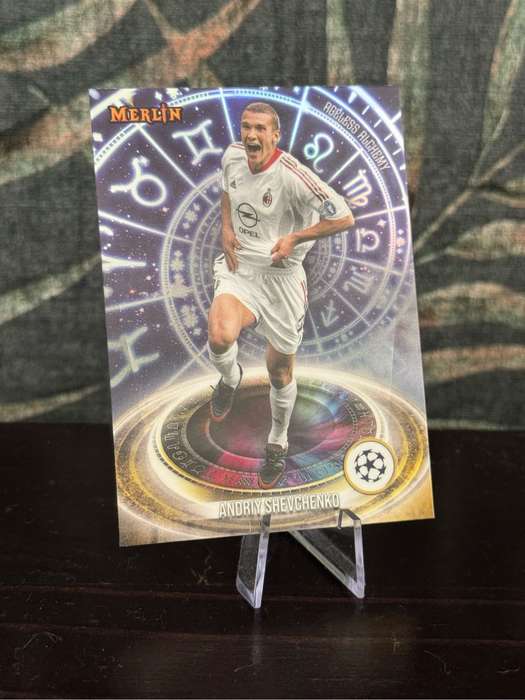 MERLIN
AGELESS ALCHEMY
OPEL
ANDRIY SHEVCHENKO